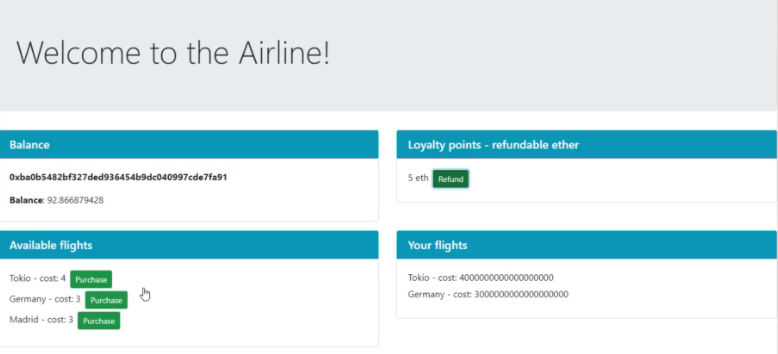 Welcome to the Airline!
Balance
0xba0b5482bf327ded936454b9dc040997cde7fa91
Balance: 92.866879428
Loyalty points - refundable ether
5 eth Refund
Available flights
Tokio - cost: 4 Purchase
Germany - cost: 3 Purchase
Madrid - cost: 3 Purchase
Your flights
Tokio - cost: 4000000000000000000
Germany - cost: 3000000000000000000